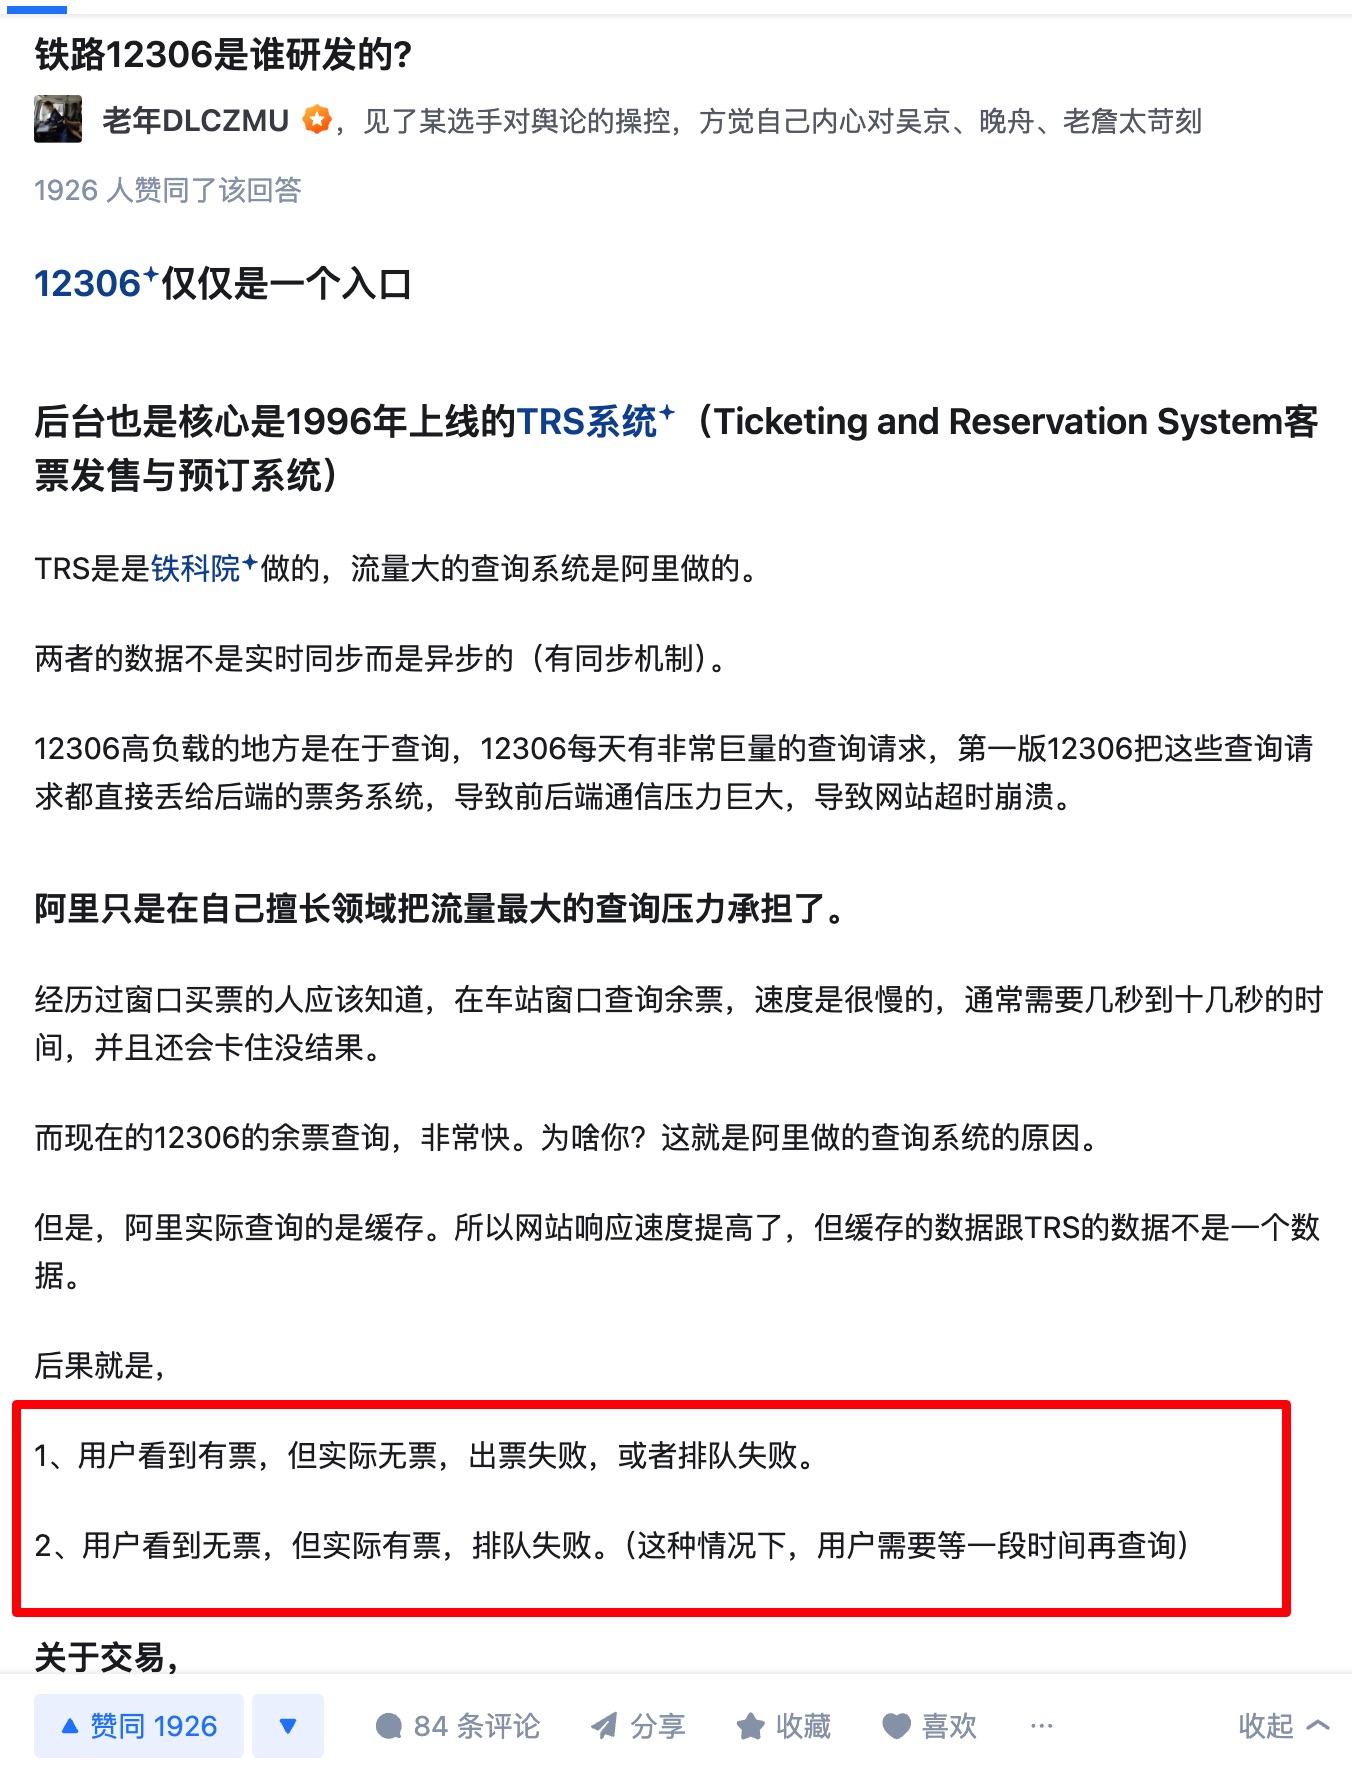 铁路12306是谁研发的?
老年DLCZMU ，见了某选手对舆论的操控，方觉自己内心对吴京、晚舟、老詹太苛刻
1926 人赞同了该回答
12306仅仅是一个入口
后台也是核心是1996年上线的TRS系统（Ticketing and Reservation System客
票发售与预订系统）
TRS是是铁科院做的，流量大的查询系统是阿里做的。
两者的数据不是实时同步而是异步的（有同步机制）。
12306高负载的地方是在于查询，12306每天有非常巨量的查询请求，第一版12306把这些查询请
求都直接丢给后端的票务系统，导致前后端通信压力巨大，导致网站超时崩溃。
阿里只是在自己擅长领域把流量最大的查询压力承担了。
经历过窗口买票的人应该知道，在车站窗口查询余票，速度是很慢的，通常需要几秒到十几秒的时
间，并且还会卡住没结果。
而现在的12306的余票查询，非常快。为啥你？这就是阿里做的查询系统的原因。
但是，阿里实际查询的是缓存。所以网站响应速度提高了，但缓存的数据跟TRS的数据不是一个数
据。
后果就是，
1、用户看到有票，但实际无票，出票失败，或者排队失败。
2、用户看到无票，但实际有票，排队失败。（这种情况下，用户需要等一段时间再查询）
关于交易，
赞同 1926 84 条评论 分享 收藏 喜欢 ··· 收起